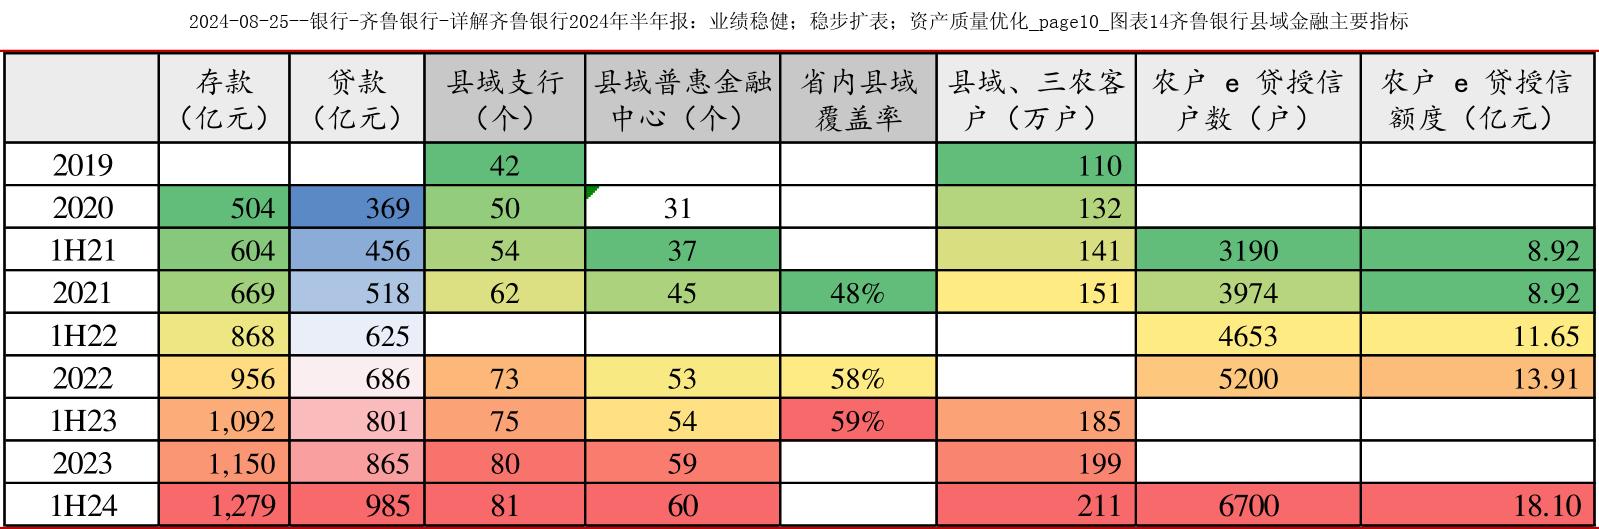 2024-08-25--银行-齐鲁银行-详解齐鲁银行2024年半年报：业绩稳健；稳步扩表；资产质量优化_page10_图表14齐鲁银行县域金融主要指标
存款（亿元） 贷款（亿元） 县域支行（个） 县域普惠金融中心（个） 省内县域覆盖率 县域、三农客户（万户） 农户 e 贷授信户数（户） 农户 e 贷授信额度（亿元）
2019 42 110
2020 504 369 50 31 132
1H21 604 456 54 37 141 3190 8.92
2021 669 518 62 45 48% 151 3974 8.92
1H22 868 625 4653 11.65
2022 956 686 73 53 58% 5200 13.91
1H23 1,092 801 75 54 59% 185
2023 1,150 865 80 59 199
1H24 1,279 985 81 60 211 6700 18.10